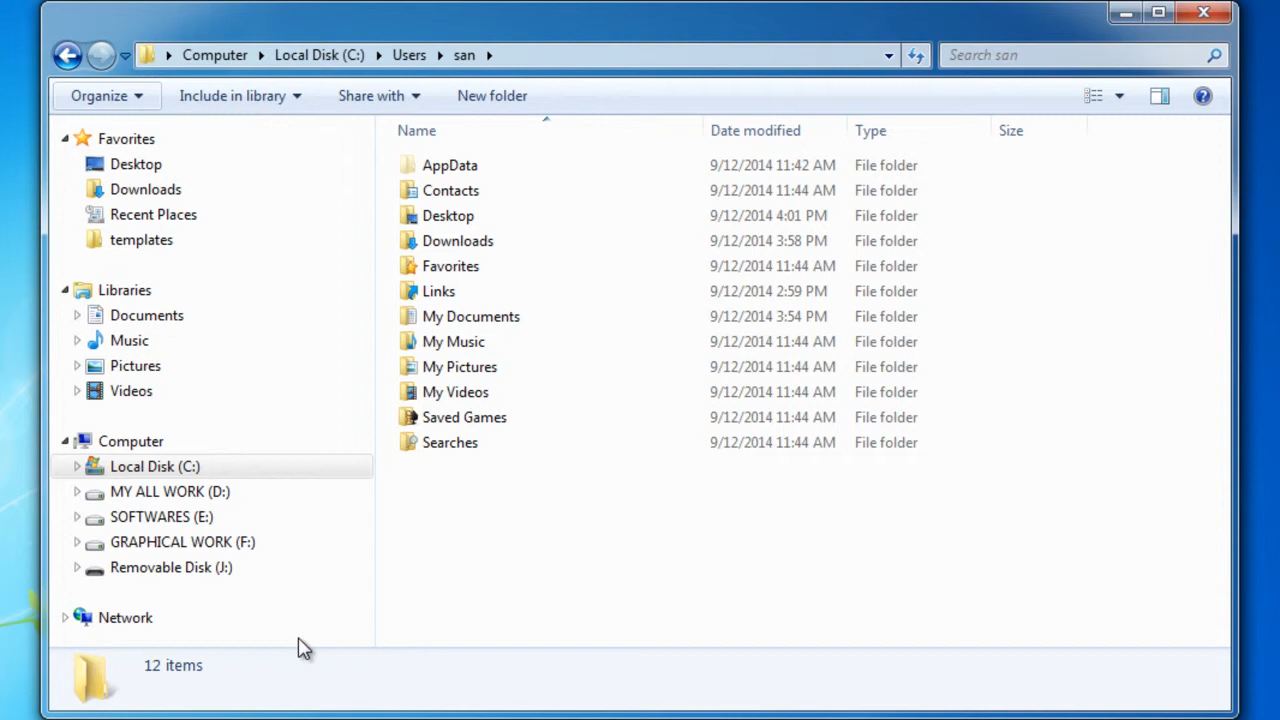 Computer Local Disk (C:) Users san Search san
Organize Include in library Share with New folder
Name Date modified Type Size
Favorites
Desktop
Downloads
Recent Places
templates
Libraries
Documents
Music
Pictures
Videos
Computer
Local Disk (C:)
MY ALL WORK (D:)
SOFTWARES (E:)
GRAPHICAL WORK (F:)
Removable Disk (J:)
Network
AppData 9/12/2014 11:42 AM File folder
Contacts 9/12/2014 11:44 AM File folder
Desktop 9/12/2014 4:01 PM File folder
Downloads 9/12/2014 3:58 PM File folder
Favorites 9/12/2014 11:44 AM File folder
Links 9/12/2014 2:59 PM File folder
My Documents 9/12/2014 3:54 PM File folder
My Music 9/12/2014 11:44 AM File folder
My Pictures 9/12/2014 11:44 AM File folder
My Videos 9/12/2014 11:44 AM File folder
Saved Games 9/12/2014 11:44 AM File folder
Searches 9/12/2014 11:44 AM File folder
12 items